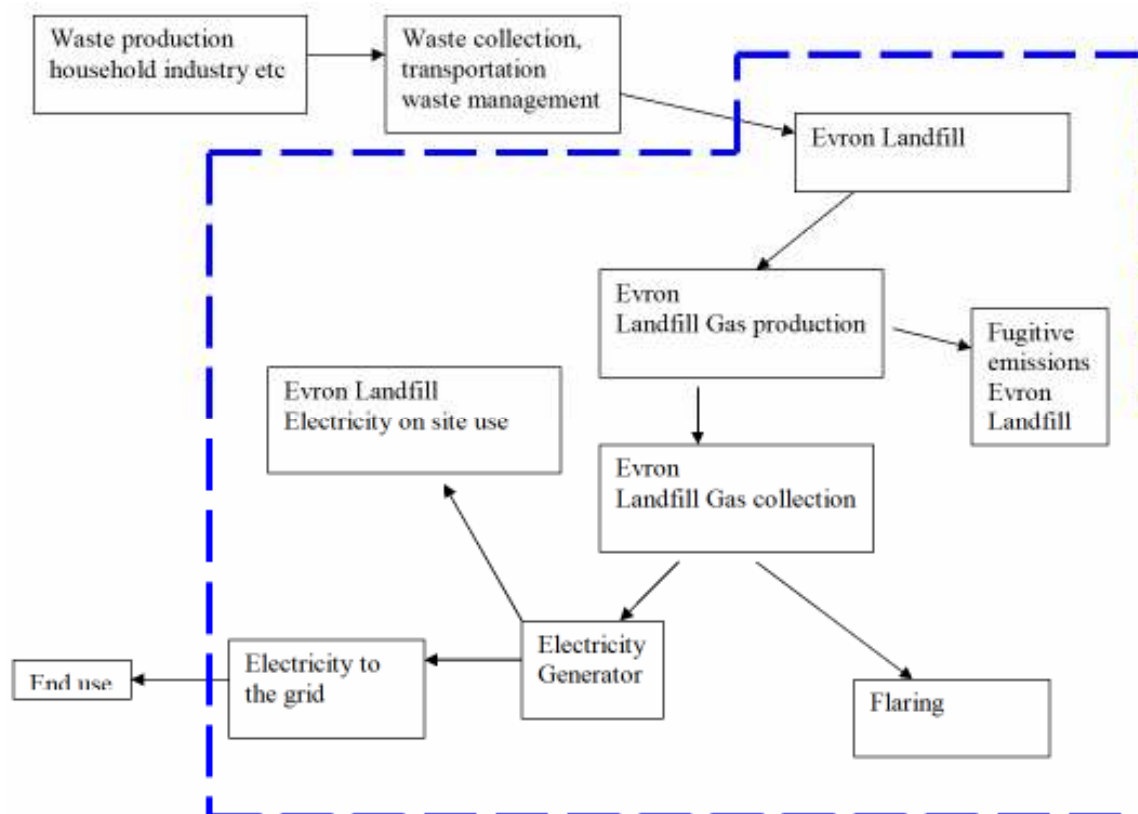 Waste production
household industry etc
Waste collection,
transportation
waste management
Evron Landfill
Evron
Landfill Gas production
Fugitive
emissions
Evron
Landfill
Evron Landfill
Electricity on site use
Evron
Landfill Gas collection
Electricity
Generator
Electricity to
the grid
End use
Flaring